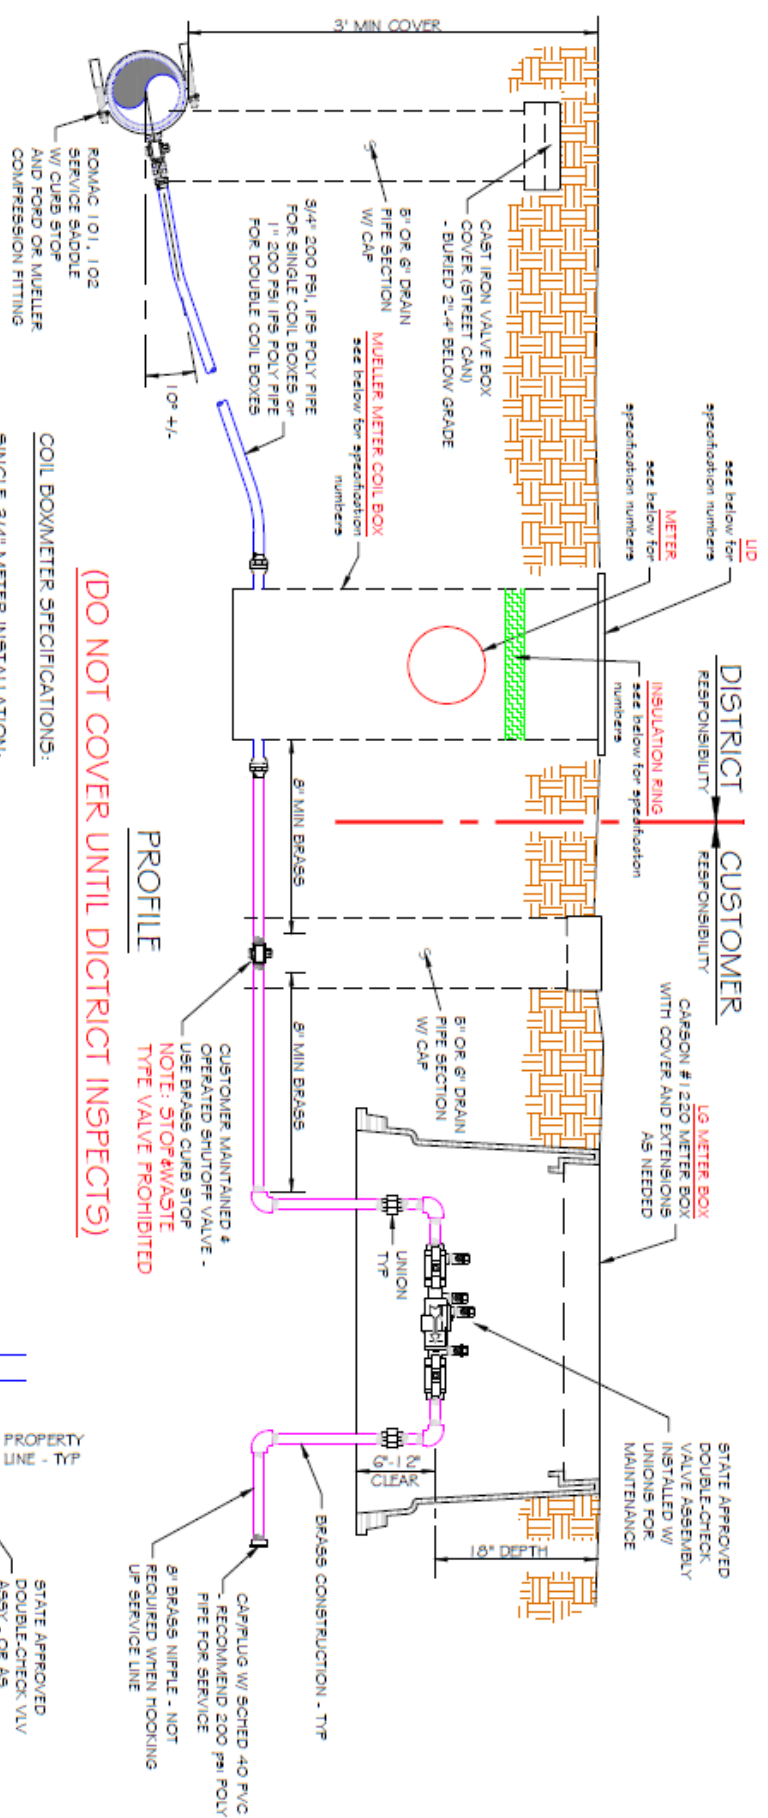 3' MIN COVER
ROMAC 101, 102
SERVICE SADDLE
W/ CURB STOP
AND FORD OR MUELLER
COMPRESSION FITTING
5" OR 6" DRAIN
PIPE SECTION
W/ CAP
3/4" 200 PSI, IPS POLY PIPE
FOR SINGLE COIL BOXES or
1" 200 PSI IPS POLY PIPE
FOR DOUBLE COIL BOXES
CAST IRON VALVE BOX
COVER (STREET CAN)
- BURIED 2"-4" BELOW GRADE
10° +/-
MUELLER METER COIL BOX
see below for specification
numbers
LID
see below for
specification numbers
METER
see below for
specification numbers
INSULATION RING
see below for specification
numbers
DISTRICT
RESPONSIBILITY
CUSTOMER
RESPONSIBILITY
8" MIN BRASS
8" MIN BRASS
5" OR 6" DRAIN
PIPE SECTION
W/ CAP
CUSTOMER MAINTAINED &
OPERATED SHUTOFF VALVE -
USE BRASS CURB STOP
NOTE: STOP&WASTE
TYPE VALVE PROHIBITED
LG METER BOX
CARSON #1220 METER BOX
WITH COVER AND EXTENSIONS
AS NEEDED
UNION
TYP
STATE APPROVED
DOUBLE-CHECK
VALVE ASSEMBLY
INSTALLED W/
UNIONS FOR
MAINTENANCE
6"-12"
CLEAR
18" DEPTH
BRASS CONSTRUCTION - TYP
CAP/PLUG W/ SCHED 40 PVC
- RECOMMEND 200 psi POLY
PIPE FOR SERVICE
8" BRASS NIPPLE - NOT
REQUIRED WHEN HOOKING
UP SERVICE LINE
PROFILE
(DO NOT COVER UNTIL DICTRICT INSPECTS)
COIL BOX/METER SPECIFICATIONS:
SINGLE 3/4" METER INSTALLATION:
PROPERTY
LINE - TYP
STATE APPROVED
DOUBLE-CHECK VLV
ASSY - OR AS